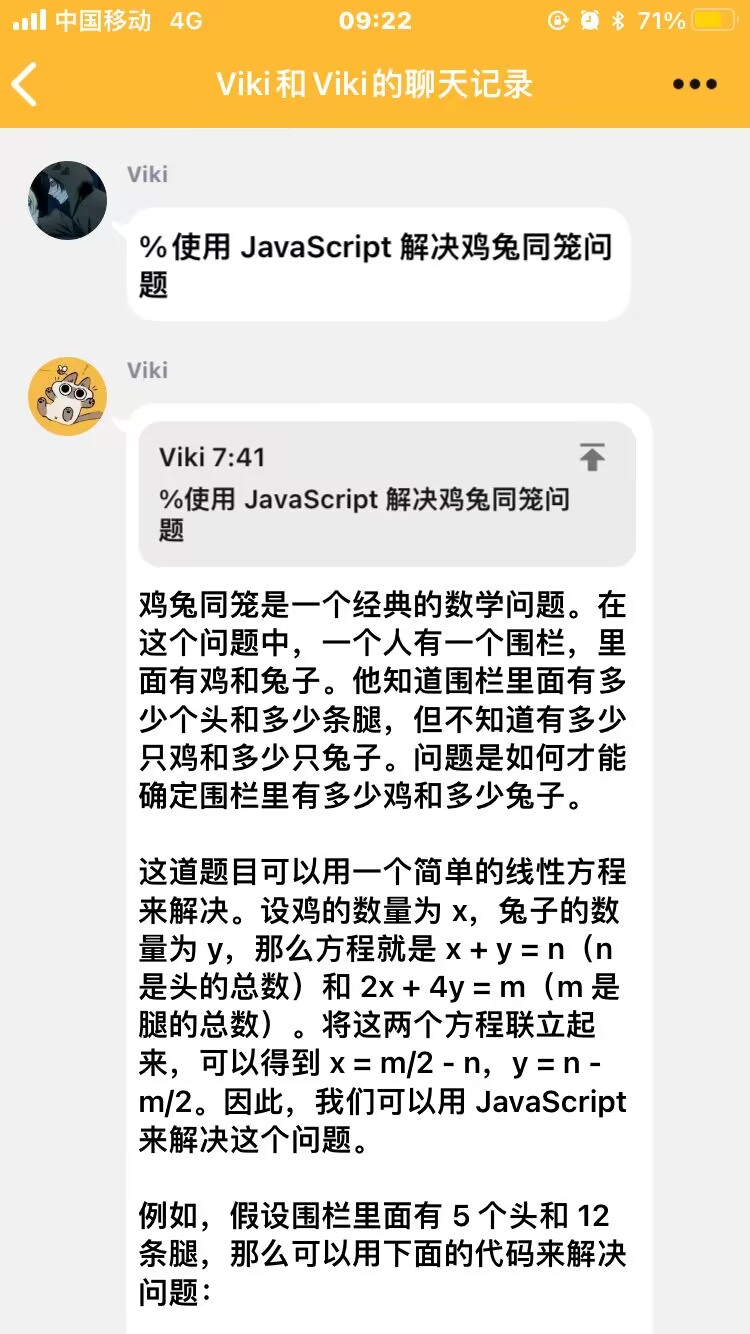 中国移动 4G 09:22 71%
Viki和Viki的聊天记录
Viki
%使用 JavaScript 解决鸡兔同笼问
题
Viki
Viki 7:41
%使用 JavaScript 解决鸡兔同笼问
题
鸡兔同笼是一个经典的数学问题。在
这个问题中，一个人有一个围栏，里
面有鸡和兔子。他知道围栏里面有多
少个头和多少条腿，但不知道有多少
只鸡和多少只兔子。问题是如何才能
确定围栏里有多少鸡和多少兔子。
这道题目可以用一个简单的线性方程
来解决。设鸡的数量为 x，兔子的数
量为 y，那么方程就是 x + y = n（n
是头的总数）和 2x + 4y = m（m 是
腿的总数）。将这两个方程联立起
来，可以得到 x = m/2 - n，y = n -
m/2。因此，我们可以用 JavaScript
来解决这个问题。
例如，假设围栏里面有 5 个头和 12
条腿，那么可以用下面的代码来解决
问题：